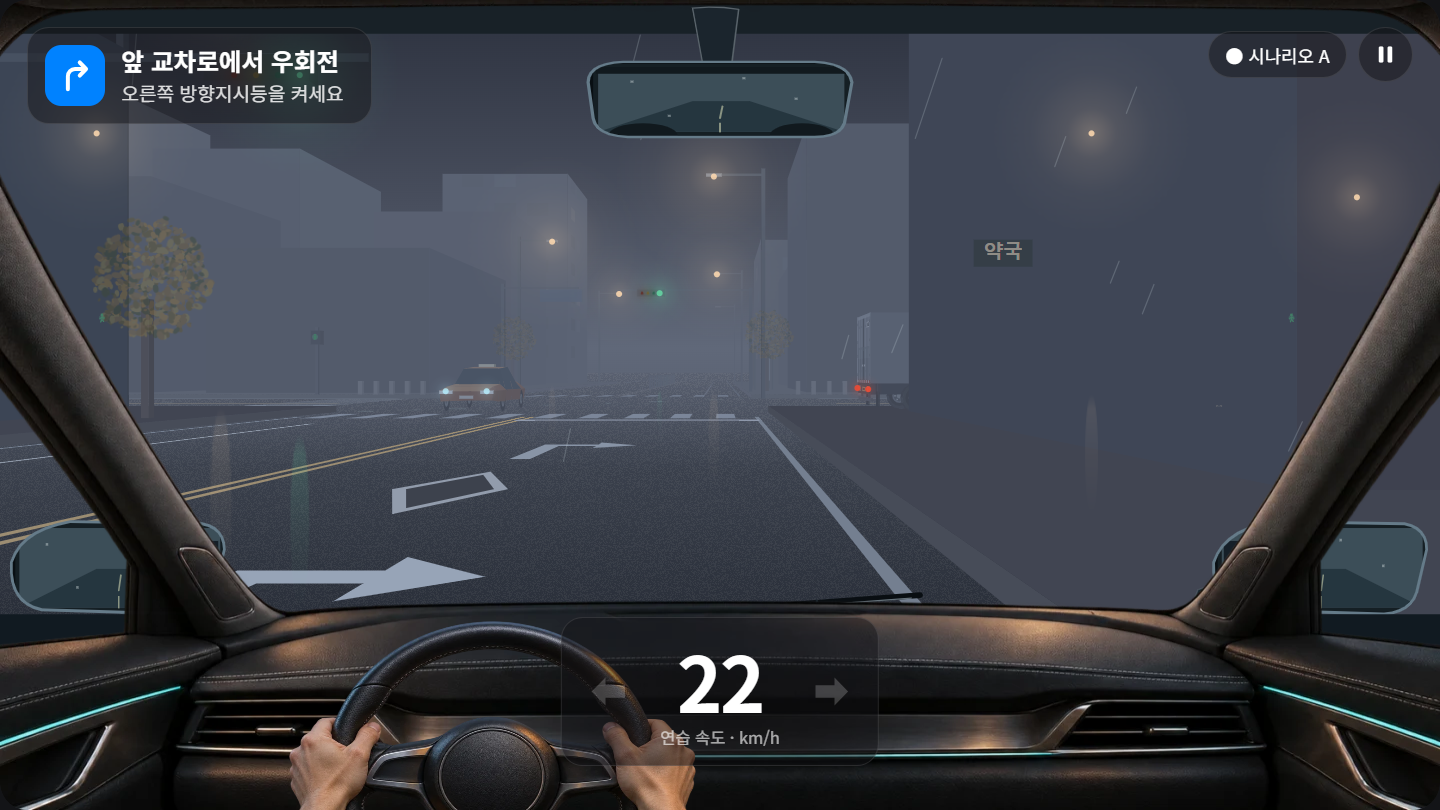 앞 교차로에서 우회전
오른쪽 방향지시등을 켜세요
시나리오 A
약국
22
연습 속도 · km/h